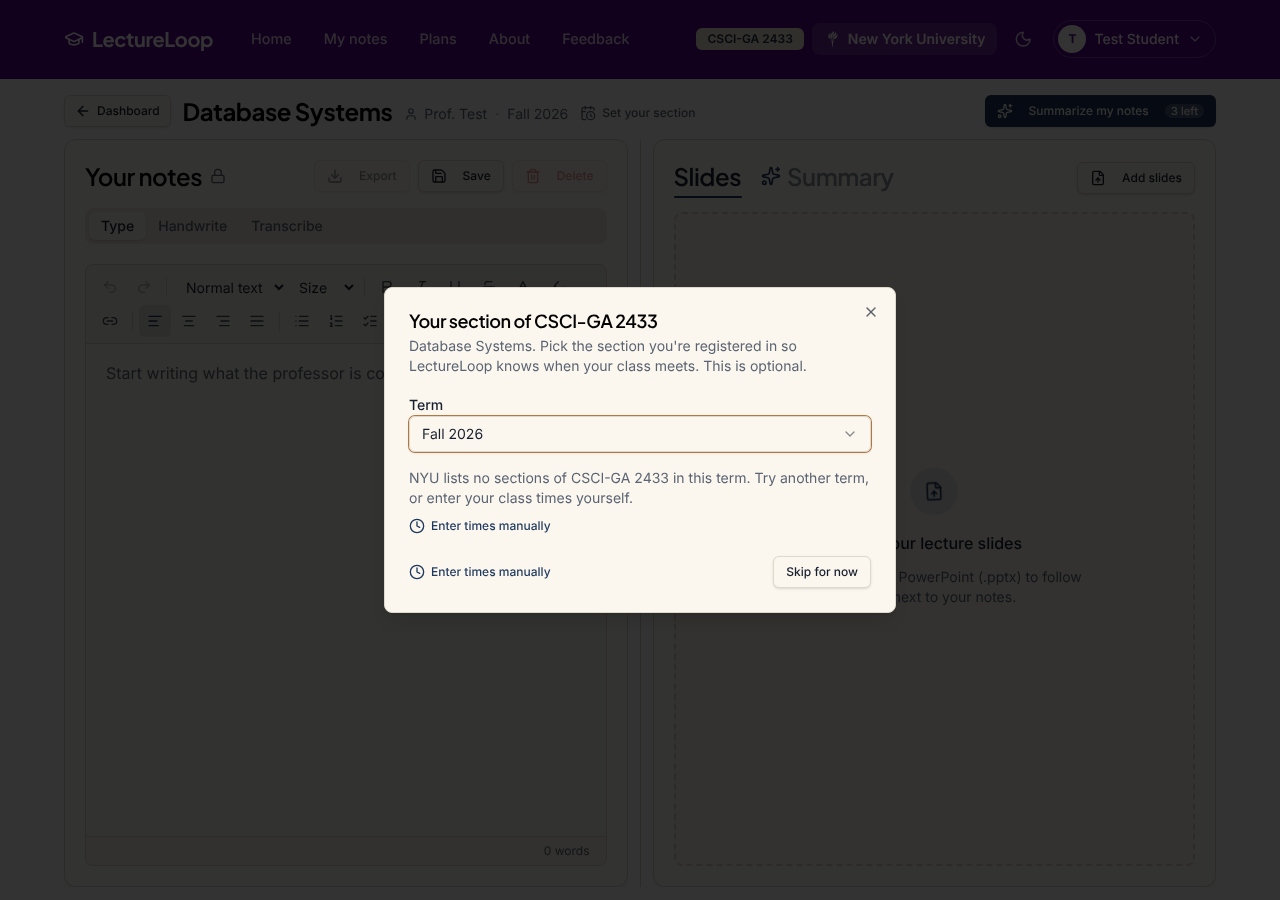 LectureLoop
Home
My notes
Plans
About
Feedback
CSCI-GA 2433
New York University
T
Test Student
Dashboard
Database Systems
Prof. Test · Fall 2026
Set your section
Summarize my notes
3 left
Your notes
Export
Save
Delete
Type
Handwrite
Transcribe
Normal text
Size
Start writing what the professor is co
0 words
Slides
Summary
Add slides
our lecture slides
PowerPoint (.pptx) to follow
next to your notes.
Your section of CSCI-GA 2433
Database Systems. Pick the section you're registered in so
LectureLoop knows when your class meets. This is optional.
Term
Fall 2026
NYU lists no sections of CSCI-GA 2433 in this term. Try another term,
or enter your class times yourself.
Enter times manually
Enter times manually
Skip for now